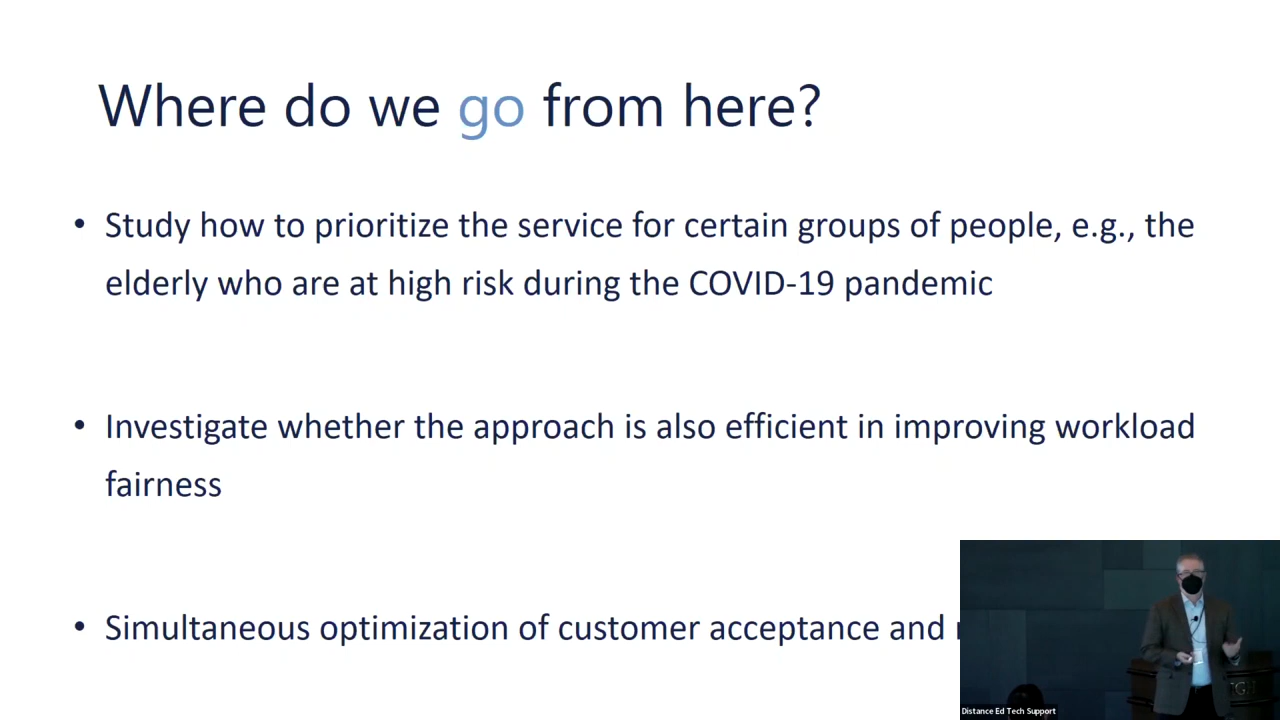 Where do we go from here?
• Study how to prioritize the service for certain groups of people, e.g., the
elderly who are at high risk during the COVID-19 pandemic
• Investigate whether the approach is also efficient in improving workload
fairness
• Simultaneous optimization of customer acceptance and
Distance Ed Tech Support